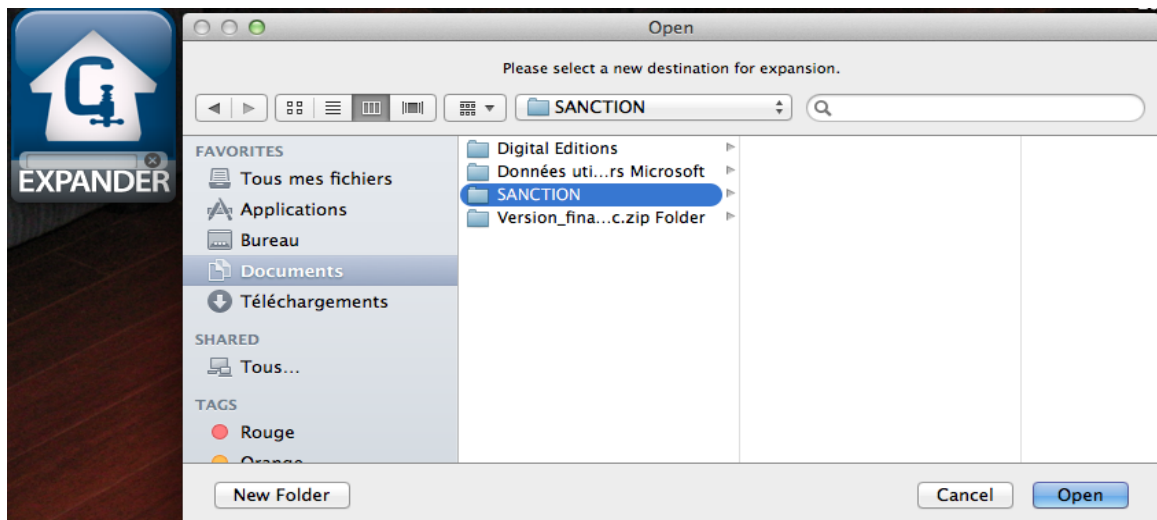 Open
Please select a new destination for expansion.
SANCTION
EXPANDER
FAVORITES
Tous mes fichiers
Applications
Bureau
Documents
Téléchargements
SHARED
Tous...
TAGS
Rouge
Orange
Digital Editions
Données uti...rs Microsoft
SANCTION
Version_fina...c.zip Folder
New Folder
Cancel
Open